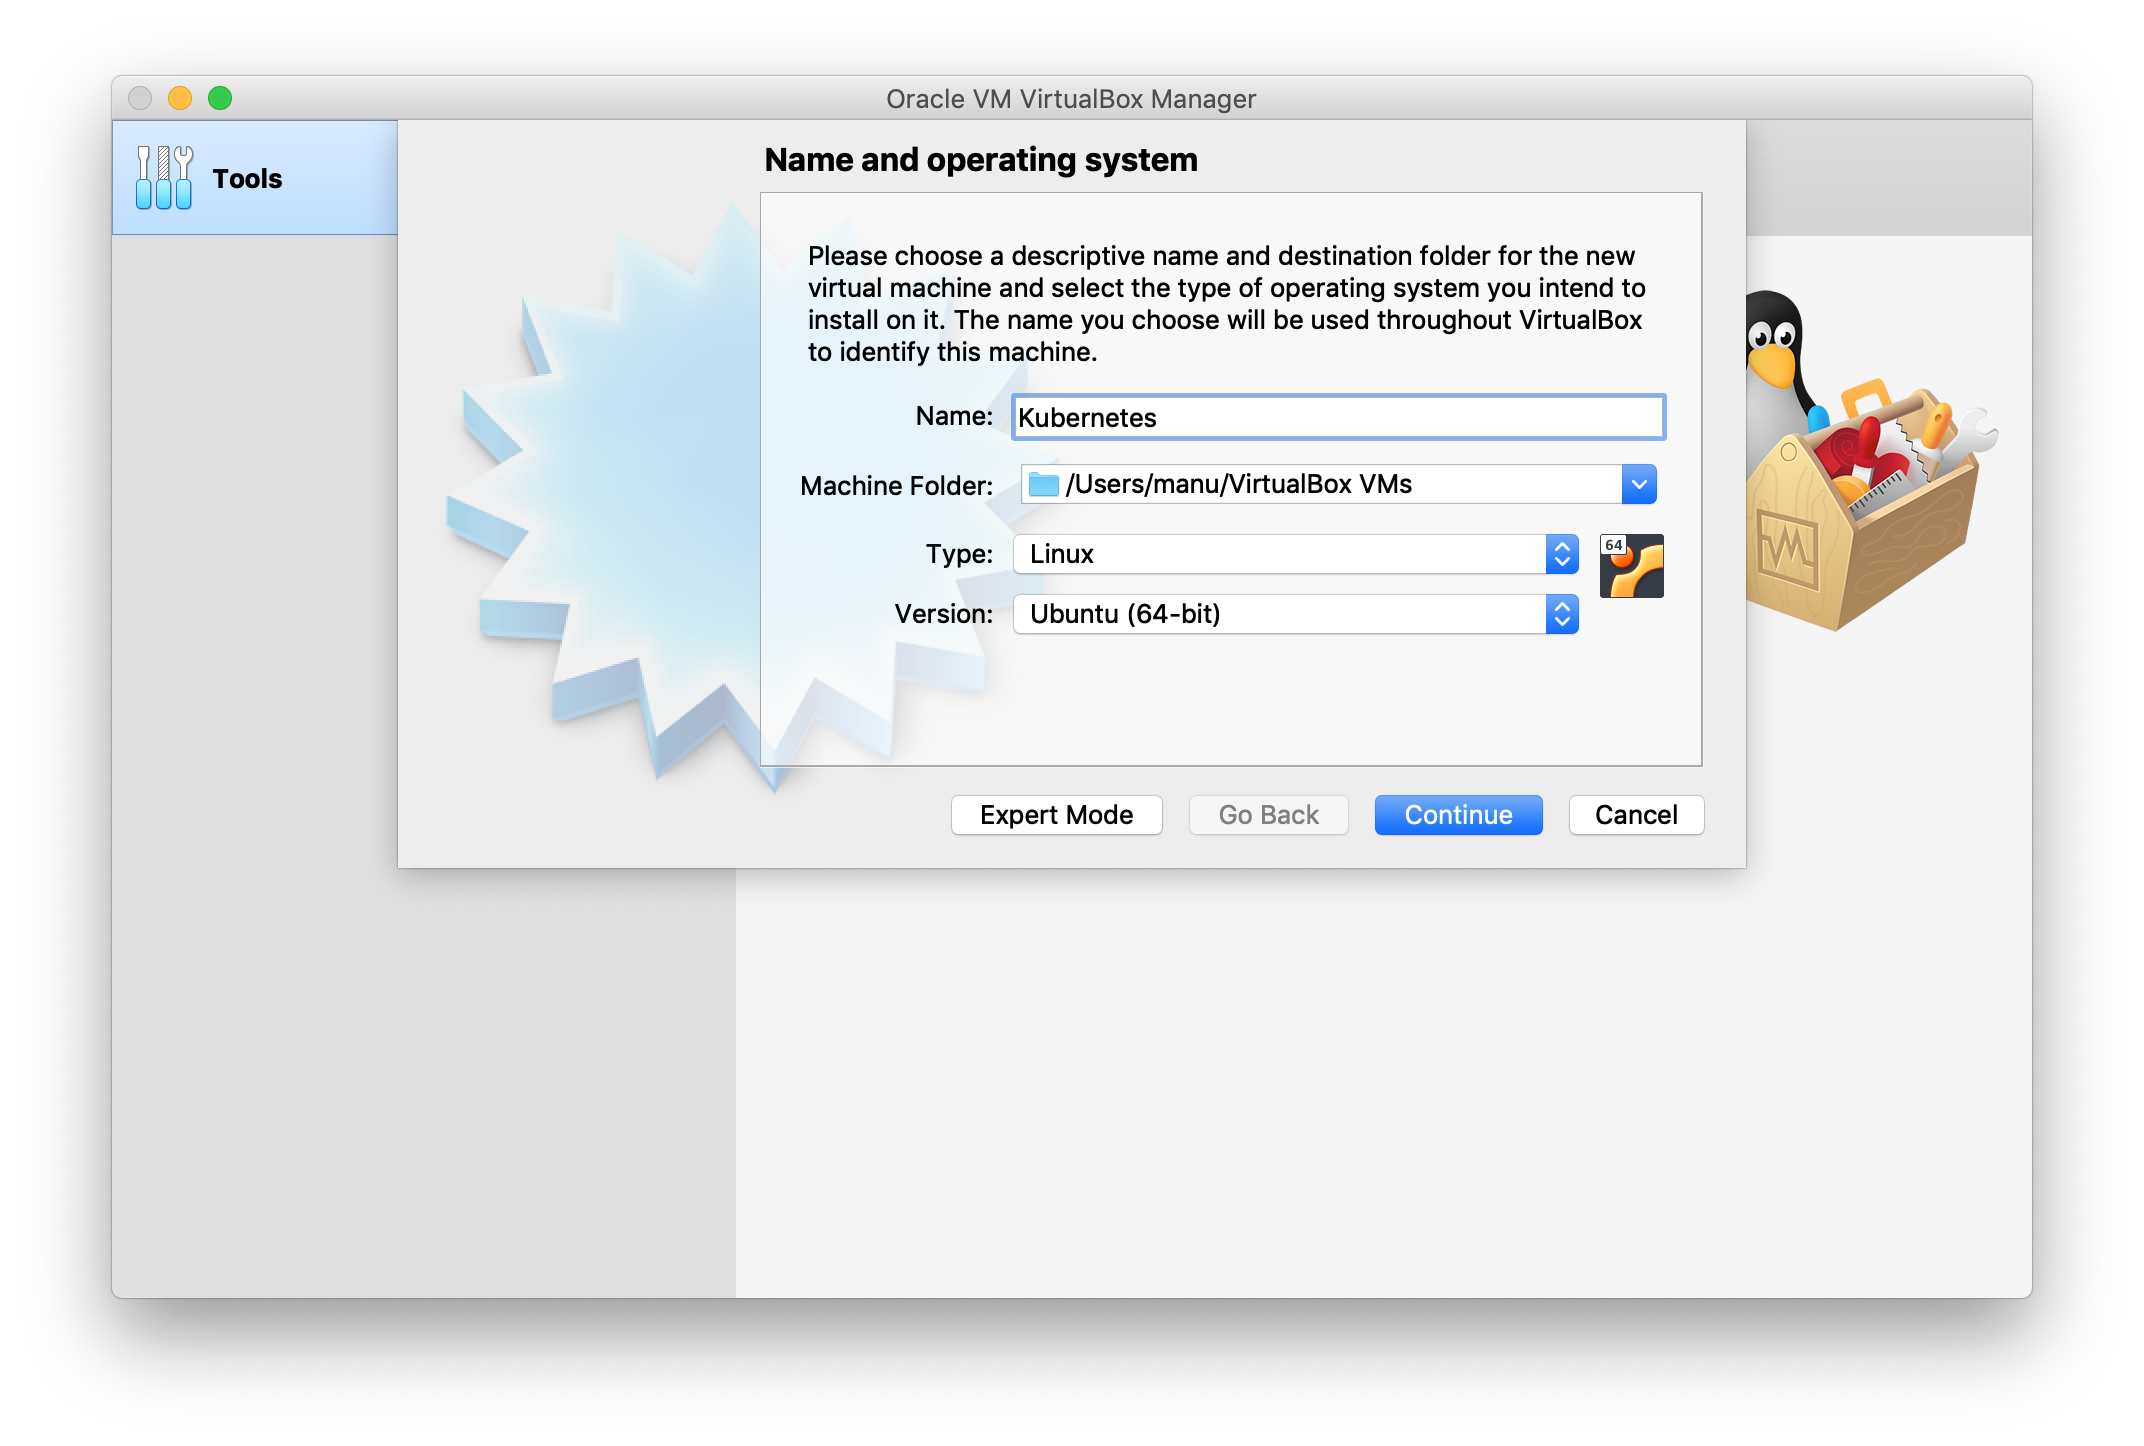 Oracle VM VirtualBox Manager
Tools
Name and operating system
Please choose a descriptive name and destination folder for the new
virtual machine and select the type of operating system you intend to
install on it. The name you choose will be used throughout VirtualBox
to identify this machine.
Name: Kubernetes
Machine Folder: /Users/manu/VirtualBox VMs
Type: Linux
64
Version: Ubuntu (64-bit)
Expert Mode Go Back Continue Cancel